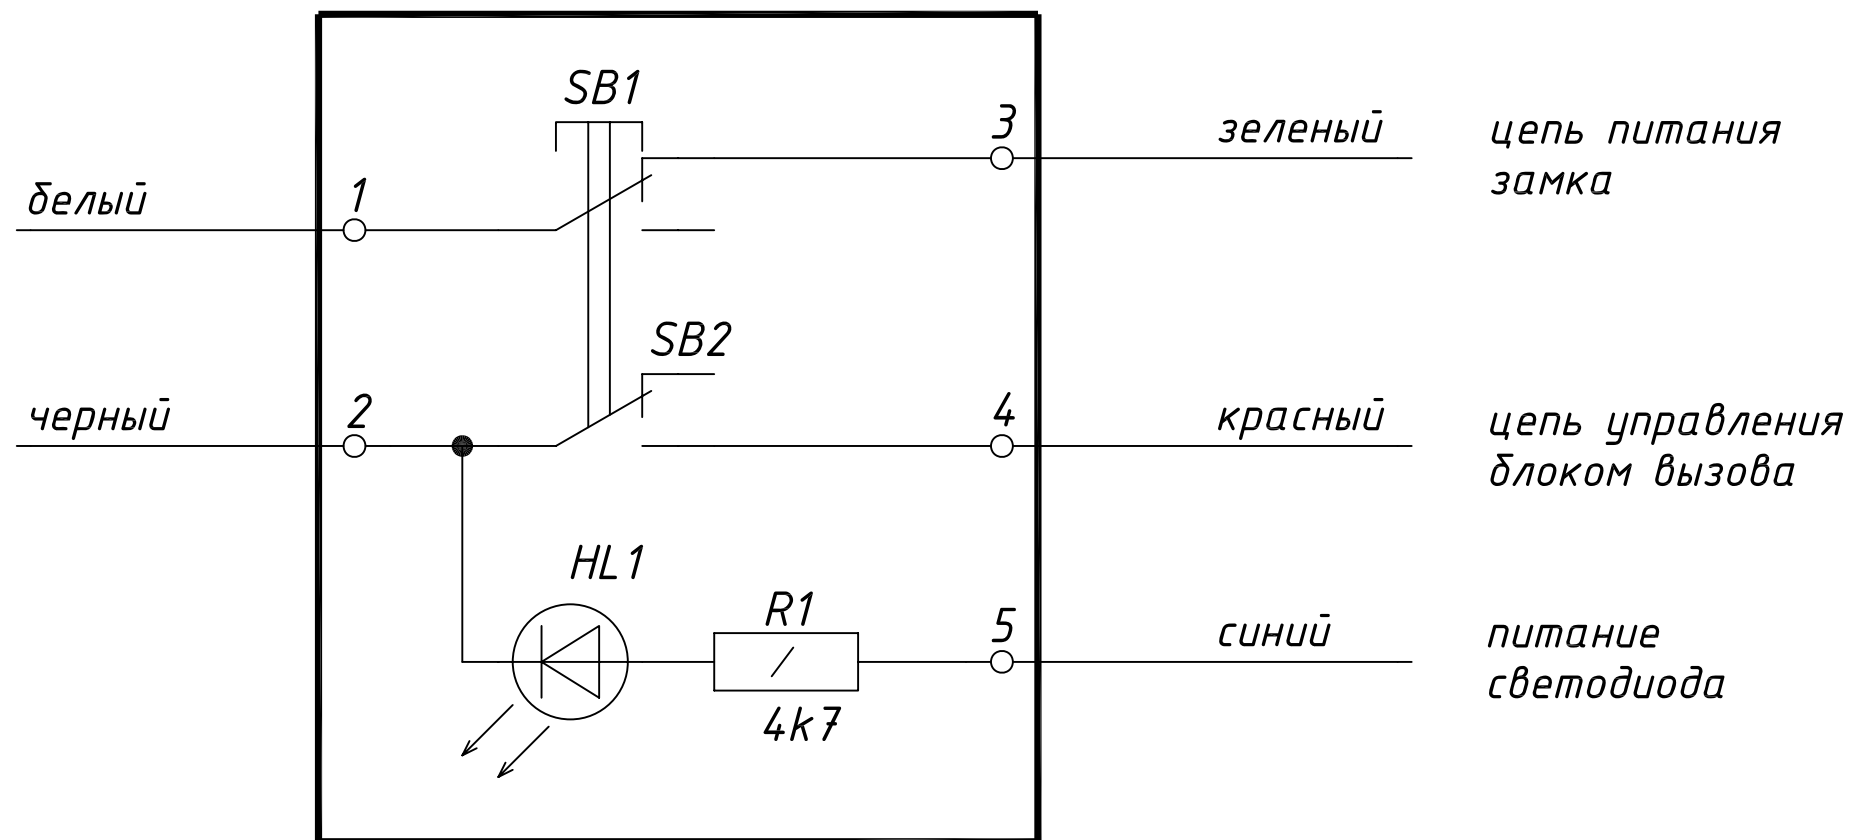 SB1
3
зеленый
цепь питания
замка
белый
1
SB2
черный
2
4
красный
цепь управления
блоком вызова
HL1
R1
5
синий
питание
светодиода
4k7